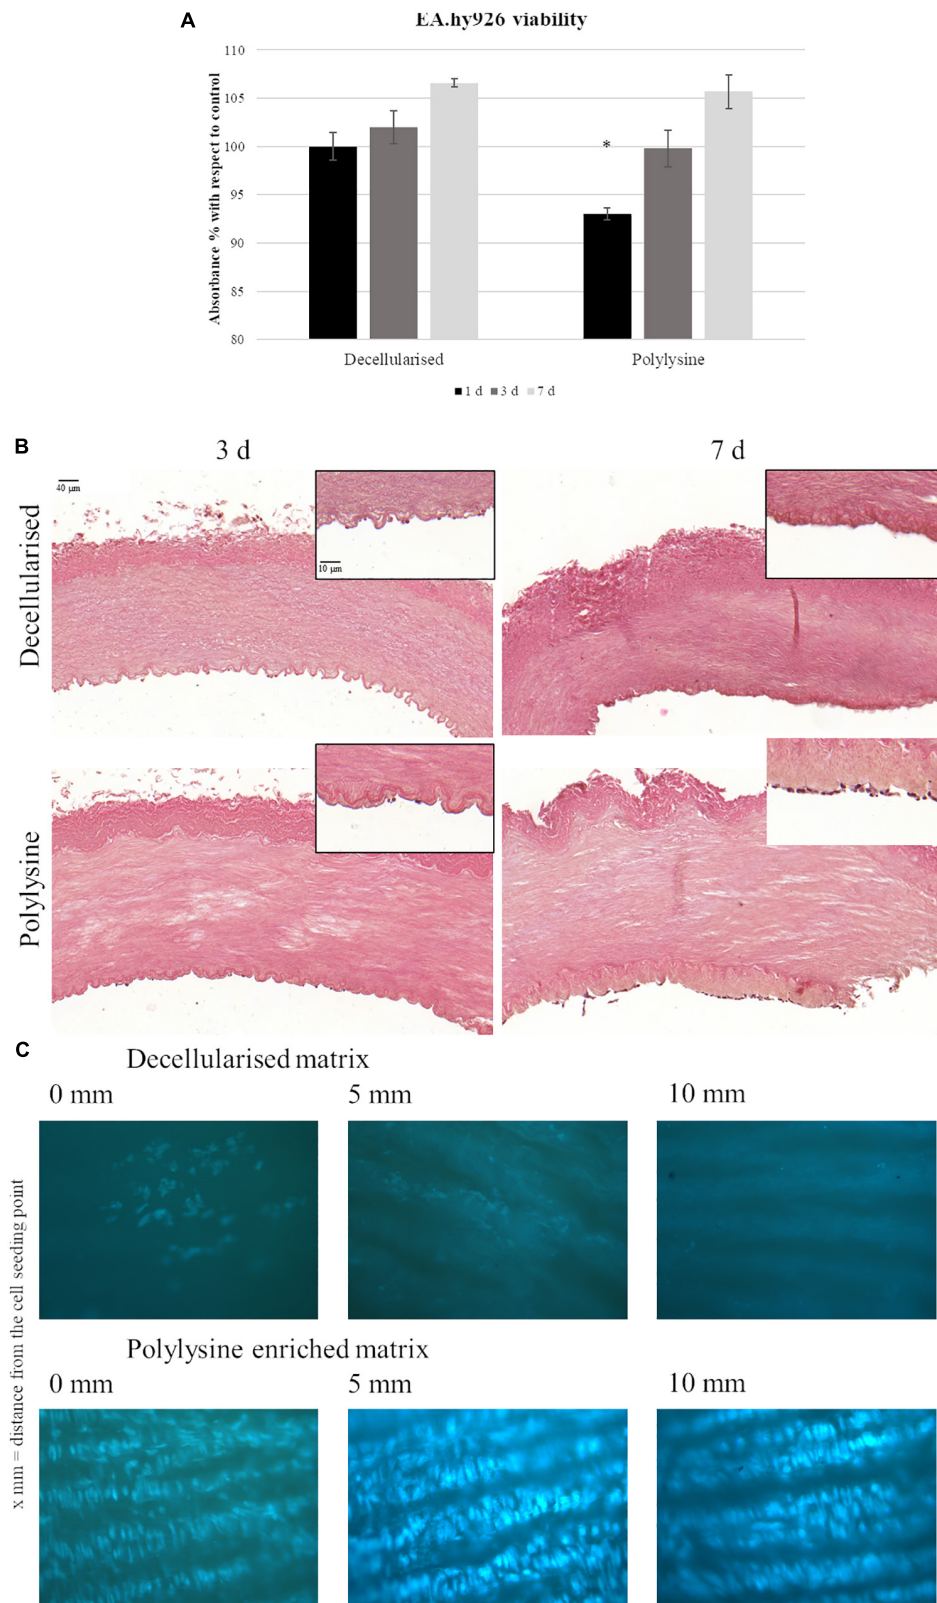 A
EA.hy926 viability
Absorbance % with respect to control
110
105
100
95
90
85
80
*
Decellularised
Polylysine
1 d 3 d 7 d
B
3 d
7 d
Decellularised
40 µm
10 µm
Polylysine
C
Decellularised matrix
0 mm
5 mm
10 mm
x mm = distance from the cell seeding point
Polylysine enriched matrix
0 mm
5 mm
10 mm